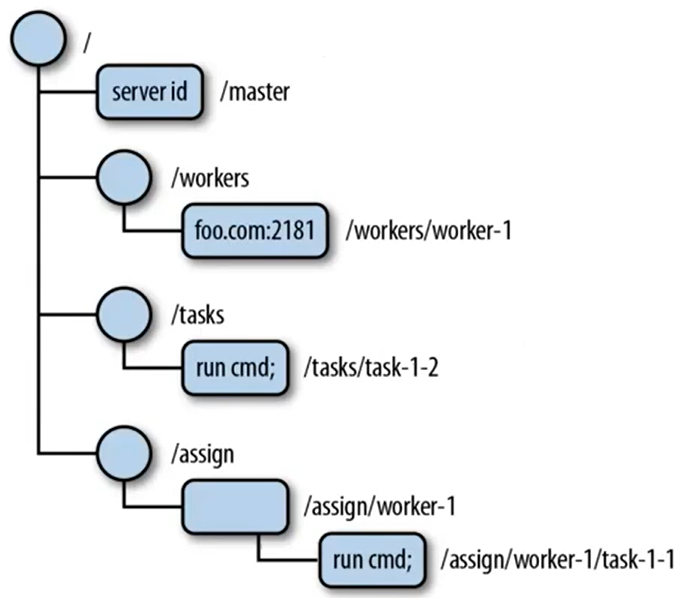 /
server id /master
/workers
foo.com:2181 /workers/worker-1
/tasks
run cmd; /tasks/task-1-2
/assign
/assign/worker-1
run cmd; /assign/worker-1/task-1-1